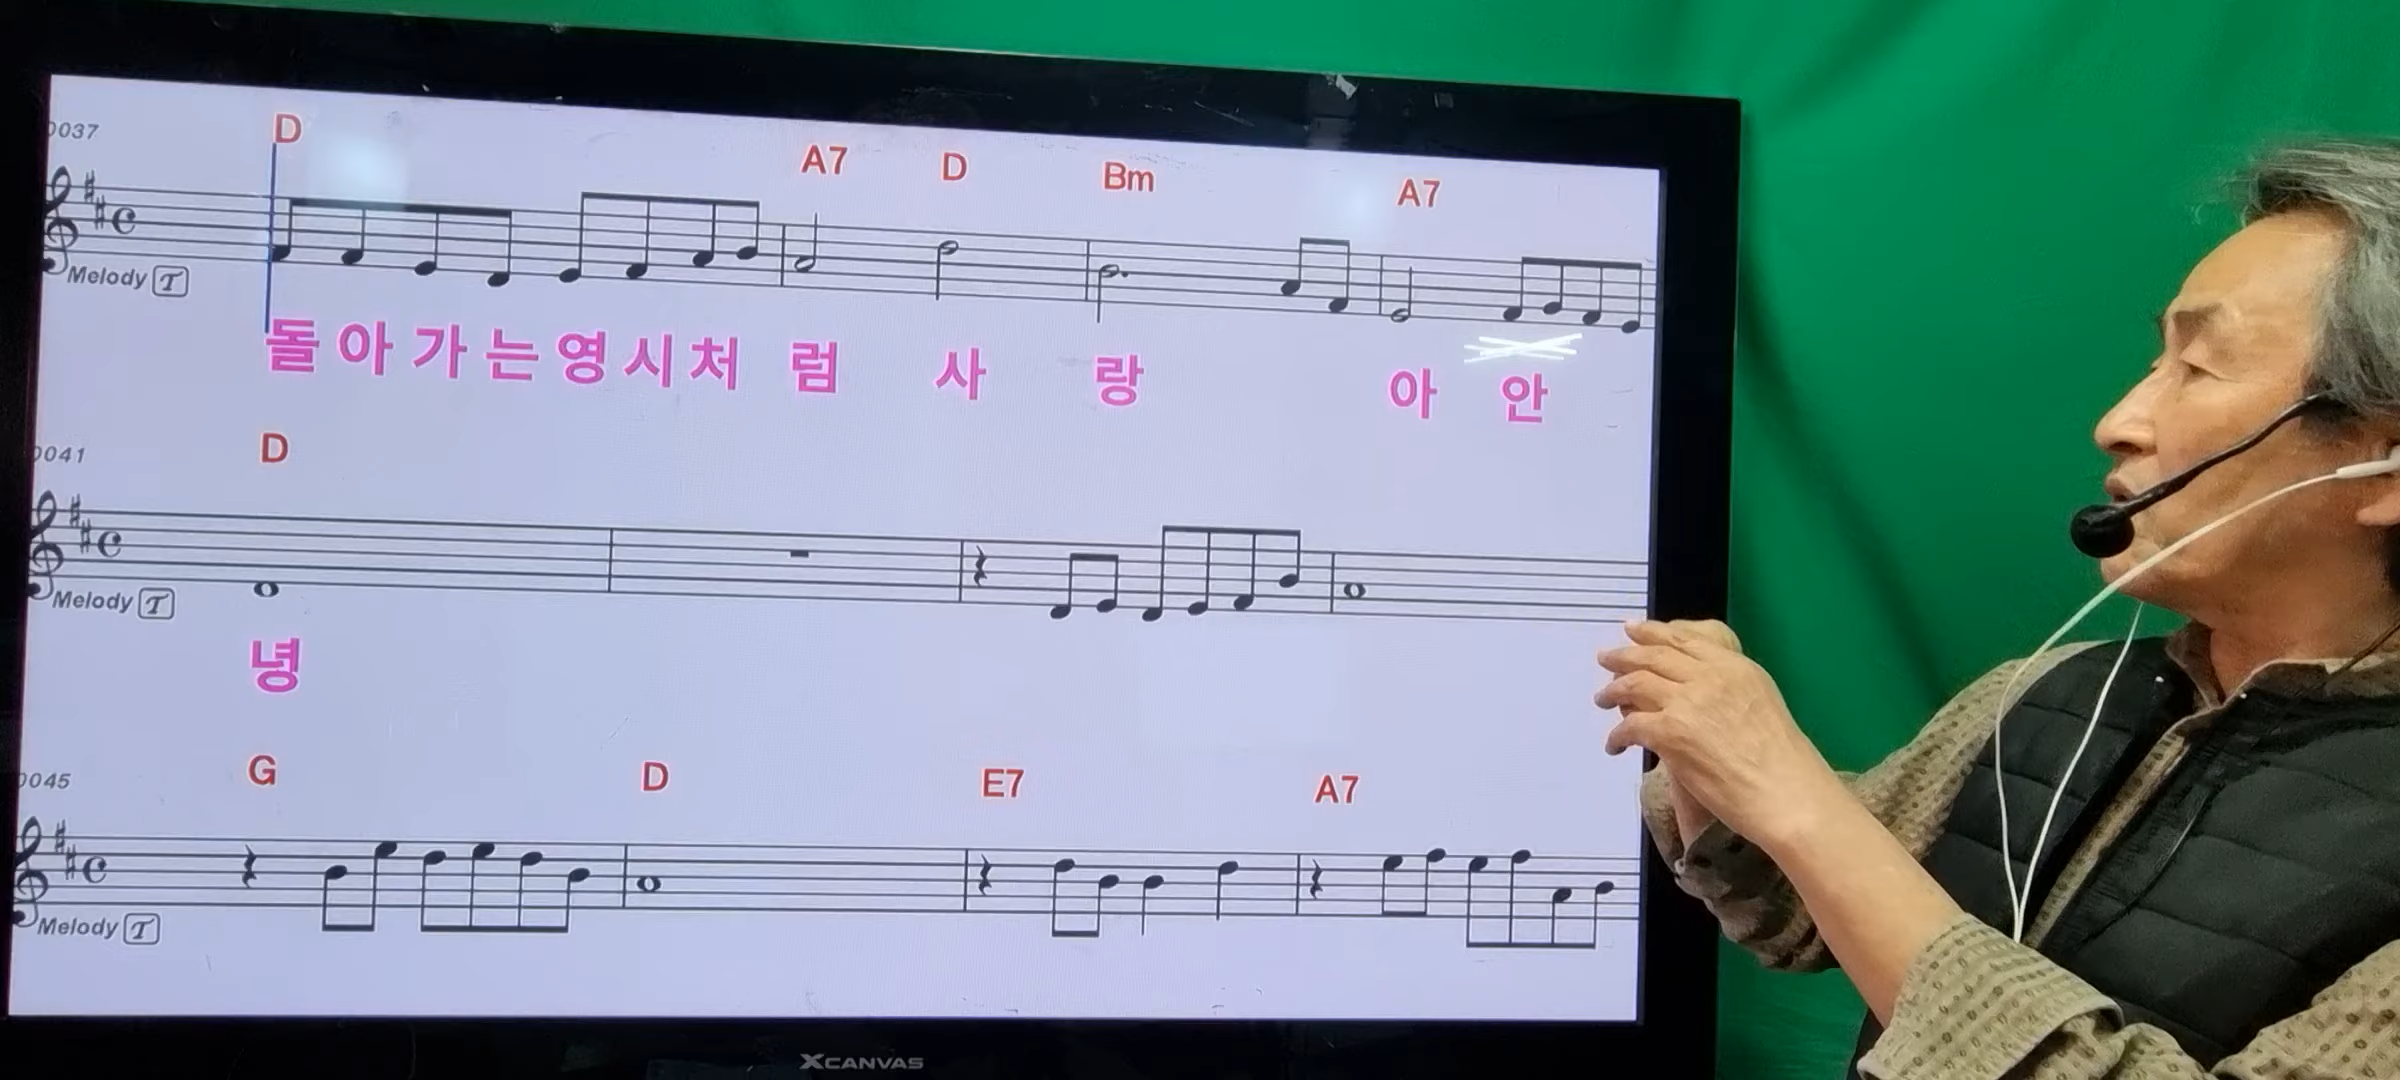 0037
D A7 D Bm A7
Melody T
돌 아 가 는 영 시 처 럼 사 랑 아 안
0041
D
Melody T
녕
0045
G D E7 A7
Melody T
XCANVAS